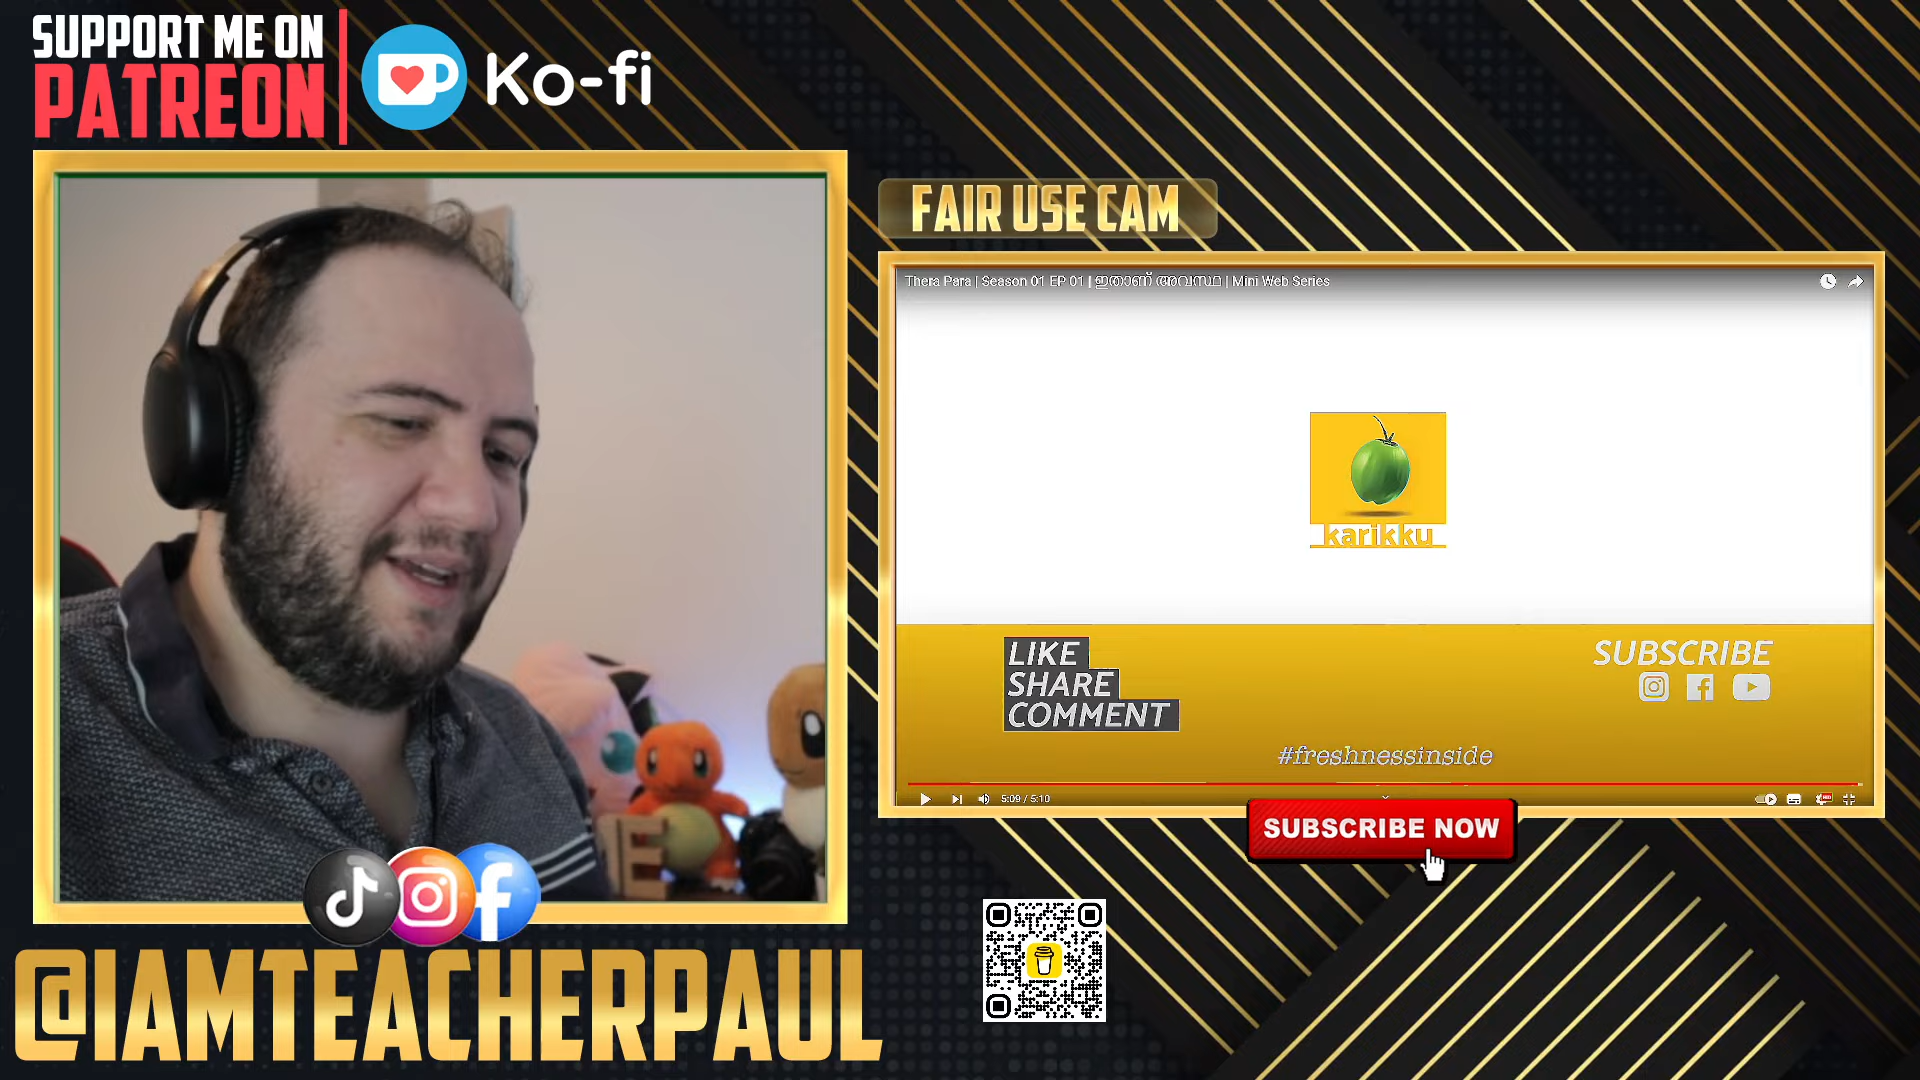 SUPPORT ME ON
PATREON
Ko-fi
FAIR USE CAM
Thera Para | Season 01 EP 01 | | Mini Web Series
karikku
LIKE
SHARE
COMMENT
SUBSCRIBE
#freshnessinside
5:09 / 5:10
SUBSCRIBE NOW
E
@IAMTEACHERPAUL